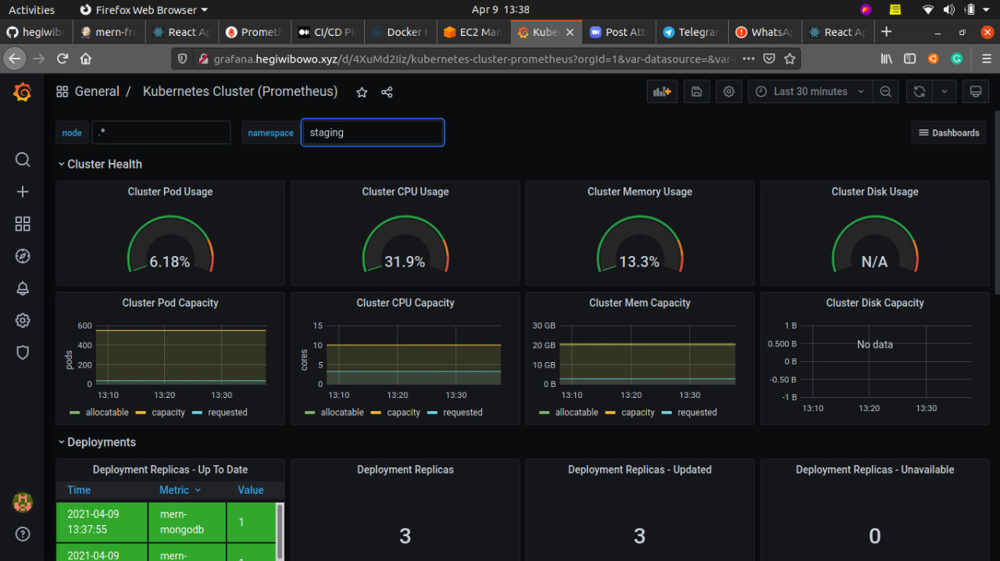 Activities Firefox Web Browser Apr 9 13:38
hegiwib mern-fr React Ap Prometh CI/CD Pip Docker H EC2 Man Kuber Post Atte Telegram WhatsAp React Ap
grafana.hegiwibowo.xyz/d/4XuMd2Iiz/kubernetes-cluster-prometheus?orgId=1&var-datasource=&var-
General / Kubernetes Cluster (Prometheus) Last 30 minutes
node .* namespace staging Dashboards
Cluster Health
Cluster Pod Usage Cluster CPU Usage Cluster Memory Usage Cluster Disk Usage
6.18% 31.9% 13.3% N/A
Cluster Pod Capacity Cluster CPU Capacity Cluster Mem Capacity Cluster Disk Capacity
pods
600
400
200
0
13:10 13:20 13:30
allocatable capacity requested
cores
15
10
5
0
13:10 13:20 13:30
allocatable capacity requested
30 GB
20 GB
10 GB
0 B
13:10 13:20 13:30
allocatable capacity requested
1 B
0.500 B
0 B
-0.50 B
-1 B
No data
13:10 13:20 13:30
Deployments
Deployment Replicas - Up To Date Deployment Replicas Deployment Replicas - Updated Deployment Replicas - Unavailable
Time Metric Value
2021-04-09 mern-
13:37:55 mongodb 1
2021-04-09 mern-
3 3 0